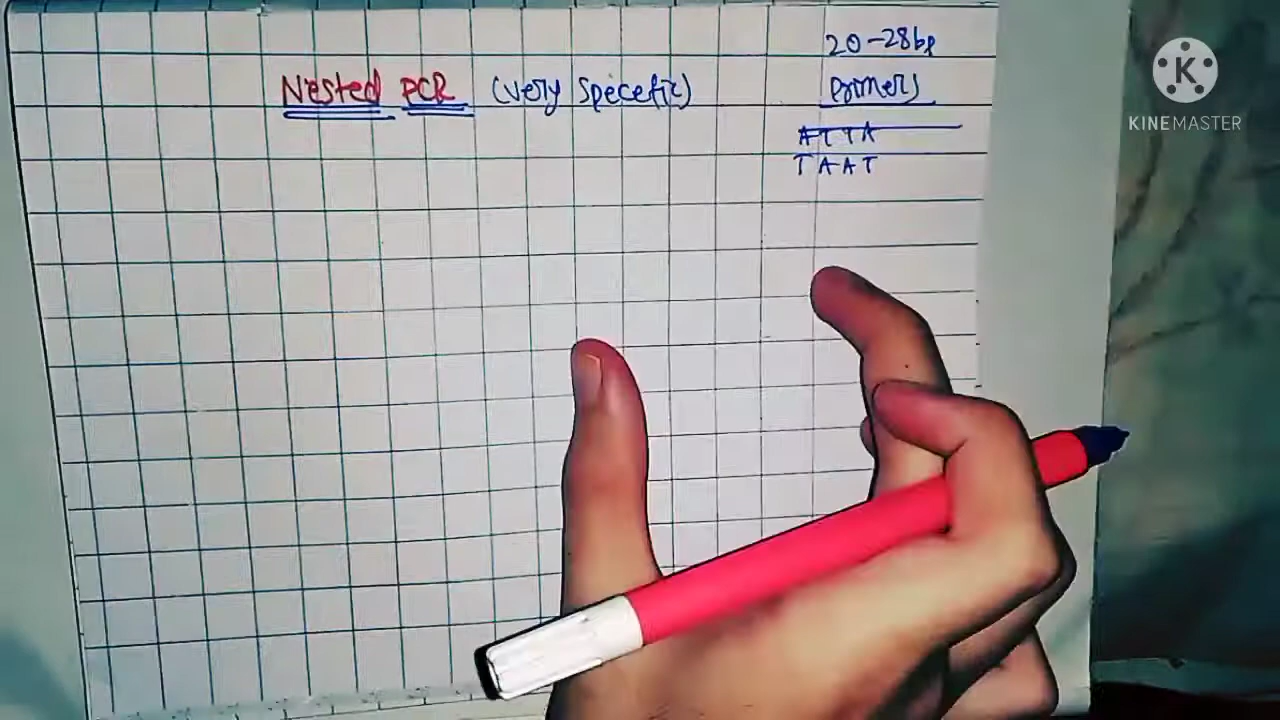 20-28bp
Nested PCR (very specefic)
Primers
ATTA
TAAT
K
KINEMASTER